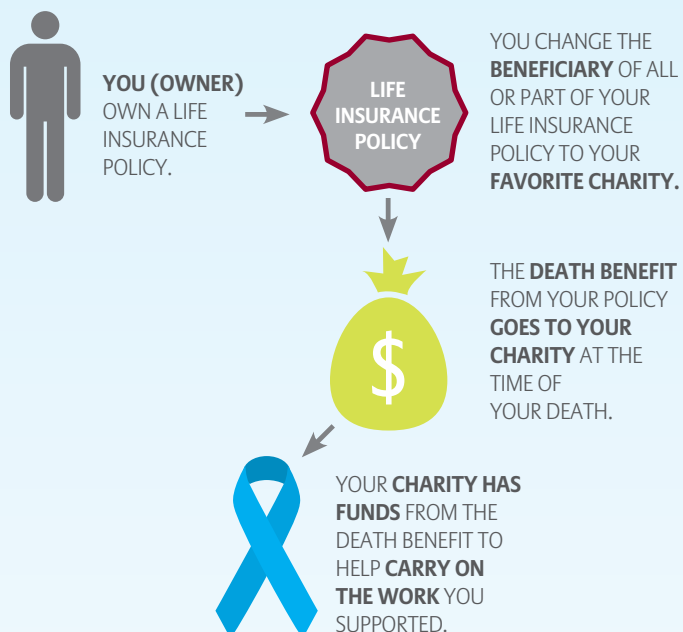 YOU (OWNER)
OWN A LIFE
INSURANCE
POLICY.
LIFE
INSURANCE
POLICY
YOU CHANGE THE
BENEFICIARY OF ALL
OR PART OF YOUR
LIFE INSURANCE
POLICY TO YOUR
FAVORITE CHARITY.
THE DEATH BENEFIT
FROM YOUR POLICY
GOES TO YOUR
CHARITY AT THE
TIME OF
YOUR DEATH.
$
YOUR CHARITY HAS
FUNDS FROM THE
DEATH BENEFIT TO
HELP CARRY ON
THE WORK YOU
SUPPORTED.